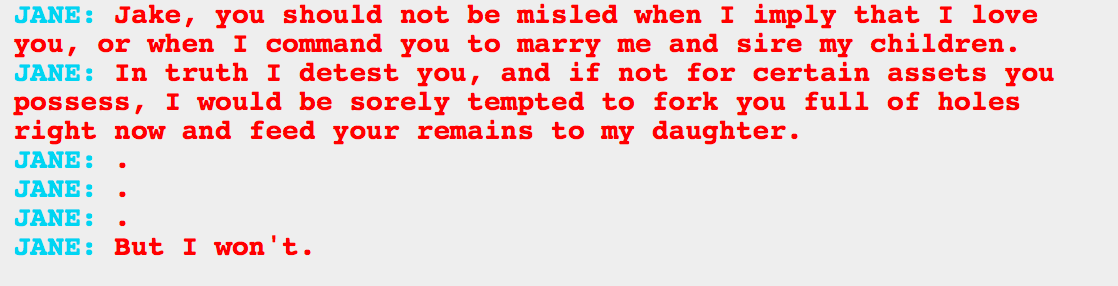 JANE: Jake, you should not be misled when I imply that I love
you, or when I command you to marry me and sire my children.
JANE: In truth I detest you, and if not for certain assets you
possess, I would be sorely tempted to fork you full of holes
right now and feed your remains to my daughter.
JANE: .
JANE: .
JANE: .
JANE: But I won't.